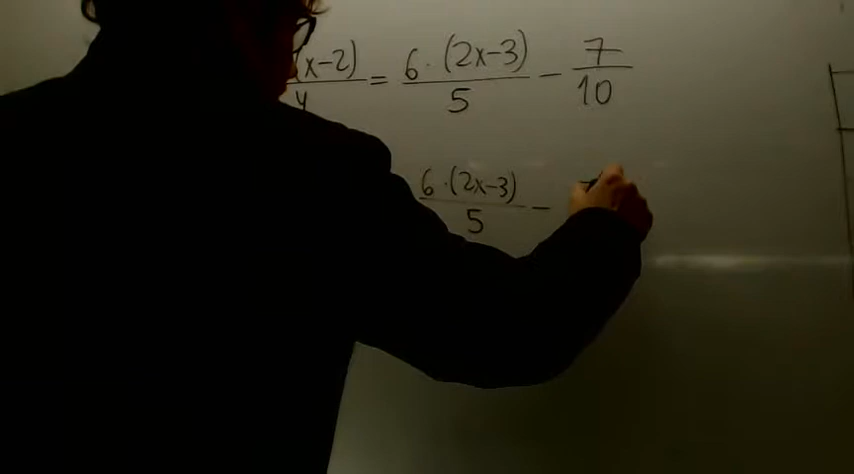 (x-2)/4 = 6·(2x-3)/5 - 7/10
6·(2x-3)/5 -